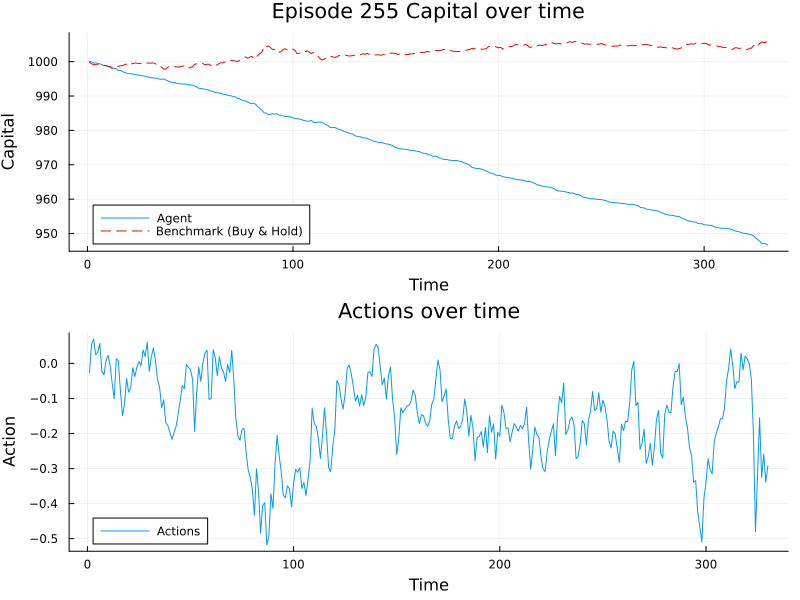 Episode 255 Capital over time
1000
990
980
970
960
950
Capital
Agent
Benchmark (Buy & Hold)
0 100 200 300
Time
Actions over time
0.0
−0.1
−0.2
−0.3
−0.4
−0.5
Action
Actions
0 100 200 300
Time